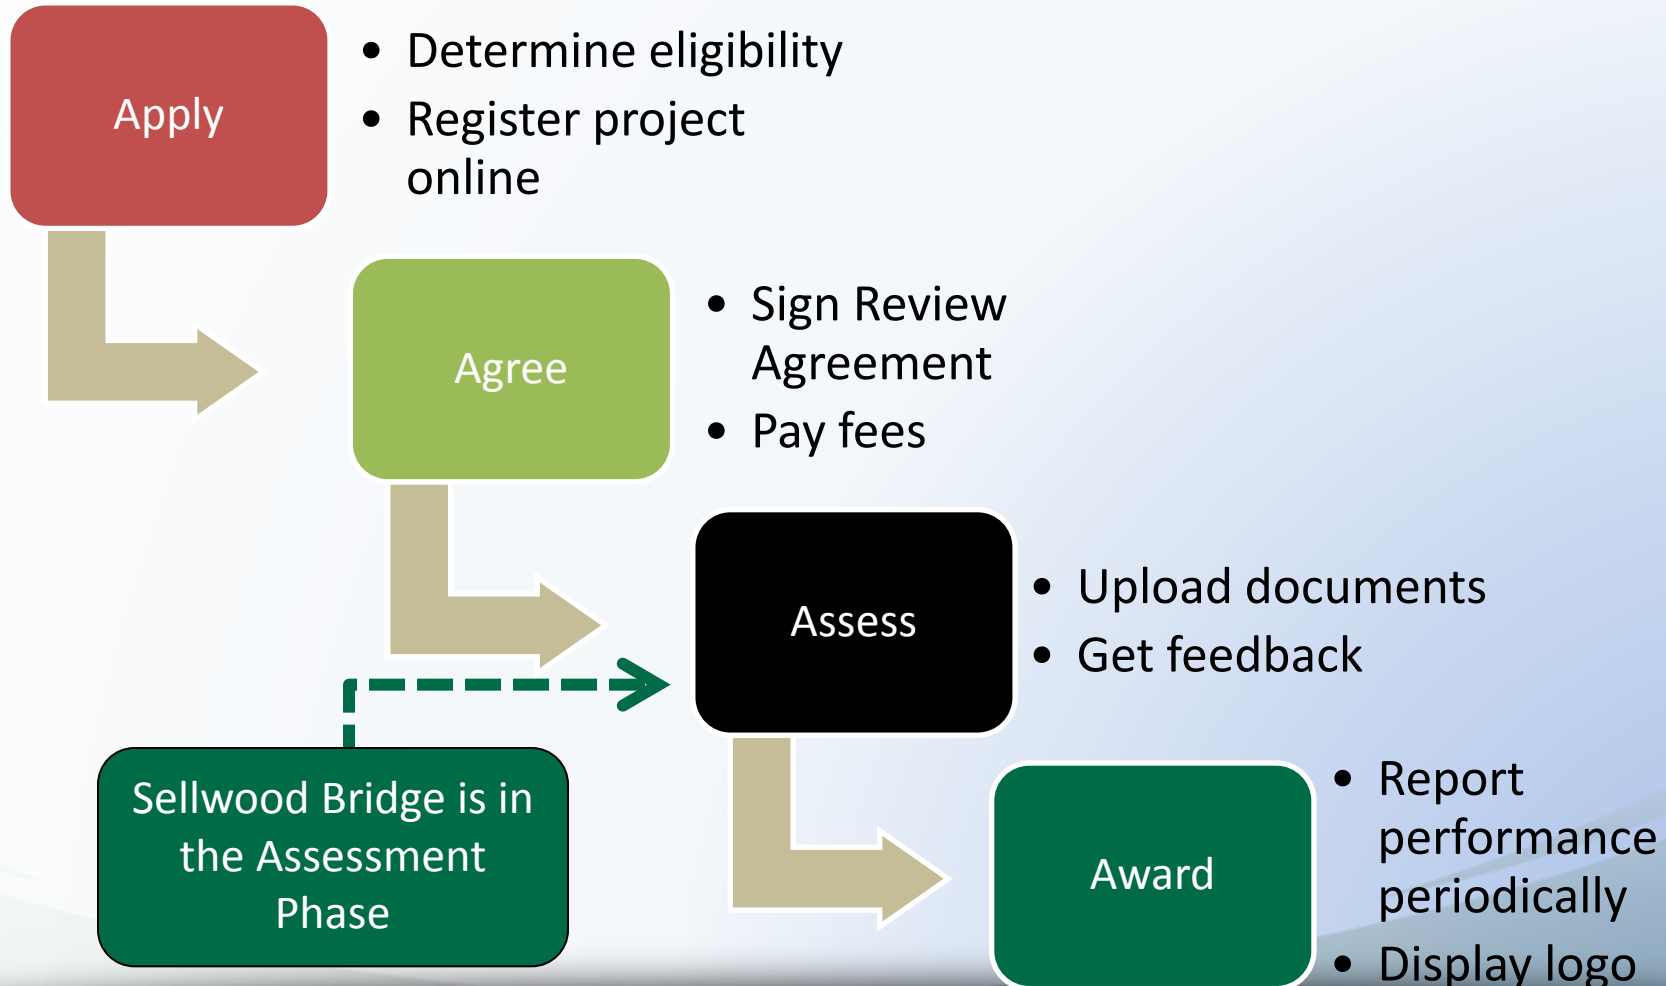 Apply
• Determine eligibility
• Register project
online
Agree
• Sign Review
Agreement
• Pay fees
Assess
• Upload documents
• Get feedback
Sellwood Bridge is in
the Assessment
Phase
Award
• Report
performance
periodically
• Display logo